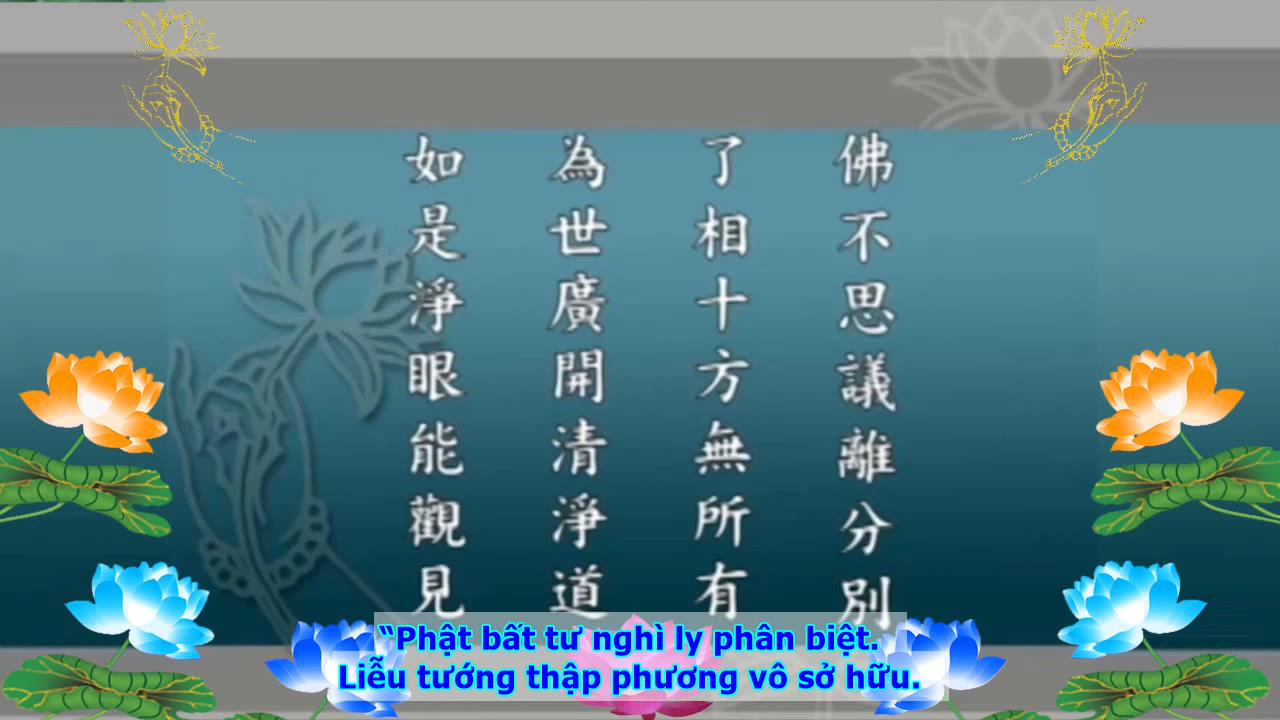 佛不思議離分別
了相十方無所有
為世廣開清淨道
如是淨眼能觀見
“Phật bất tư nghì ly phân biệt.
Liễu tướng thập phương vô sở hữu.